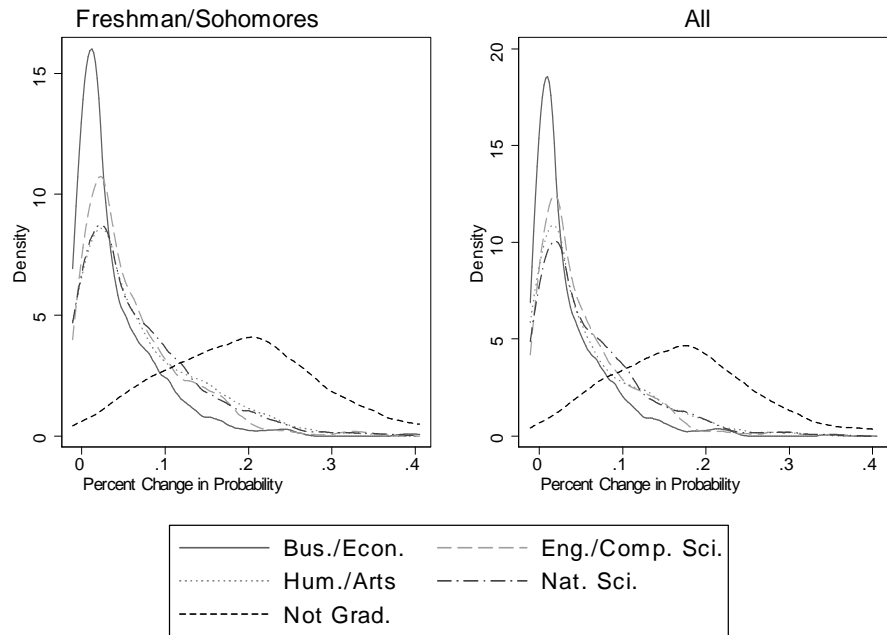 Freshman/Sohomores
All
15
10
5
0
Density
0 .1 .2 .3 .4
Percent Change in Probability
20
15
10
5
0
Density
0 .1 .2 .3 .4
Percent Change in Probability
Bus./Econ. Eng./Comp. Sci.
Hum./Arts Nat. Sci.
Not Grad.